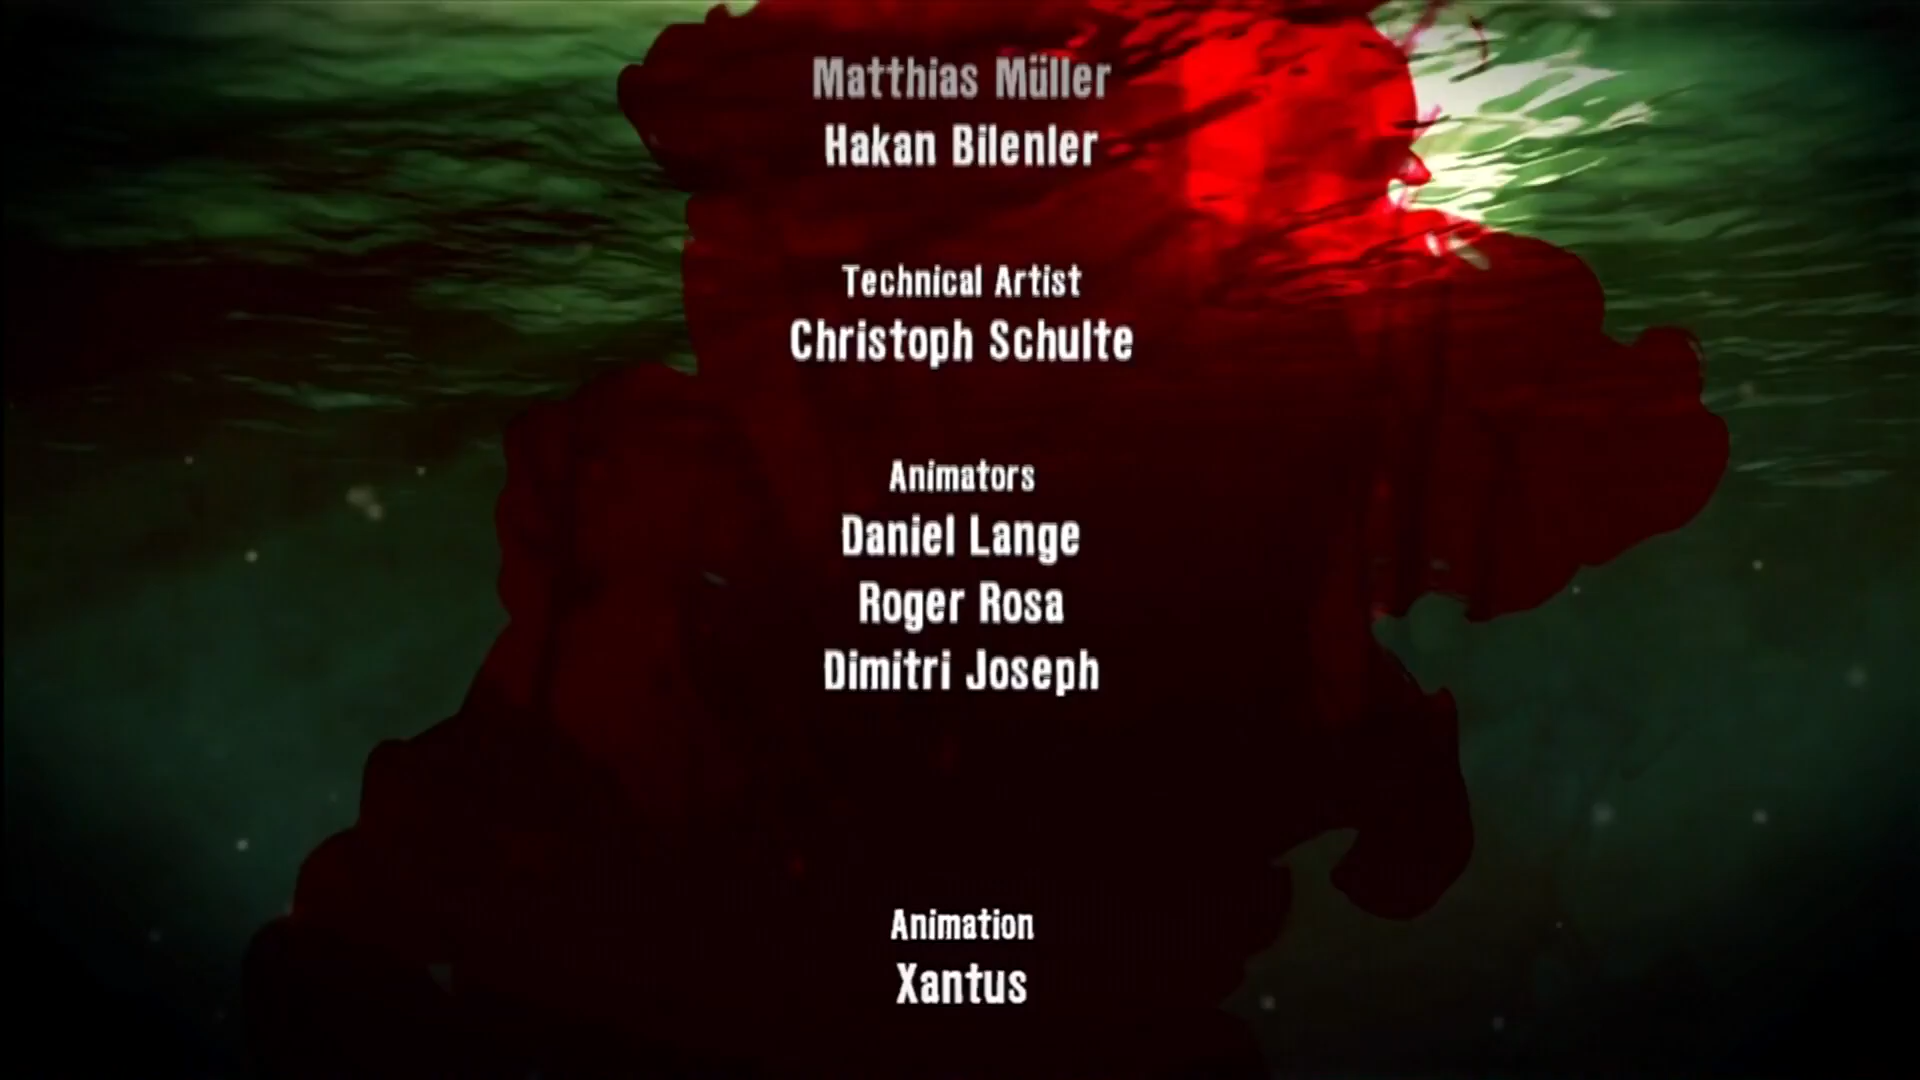 Matthias Müller
Hakan Bilenler
Technical Artist
Christoph Schulte
Animators
Daniel Lange
Roger Rosa
Dimitri Joseph
Animation
Xantus